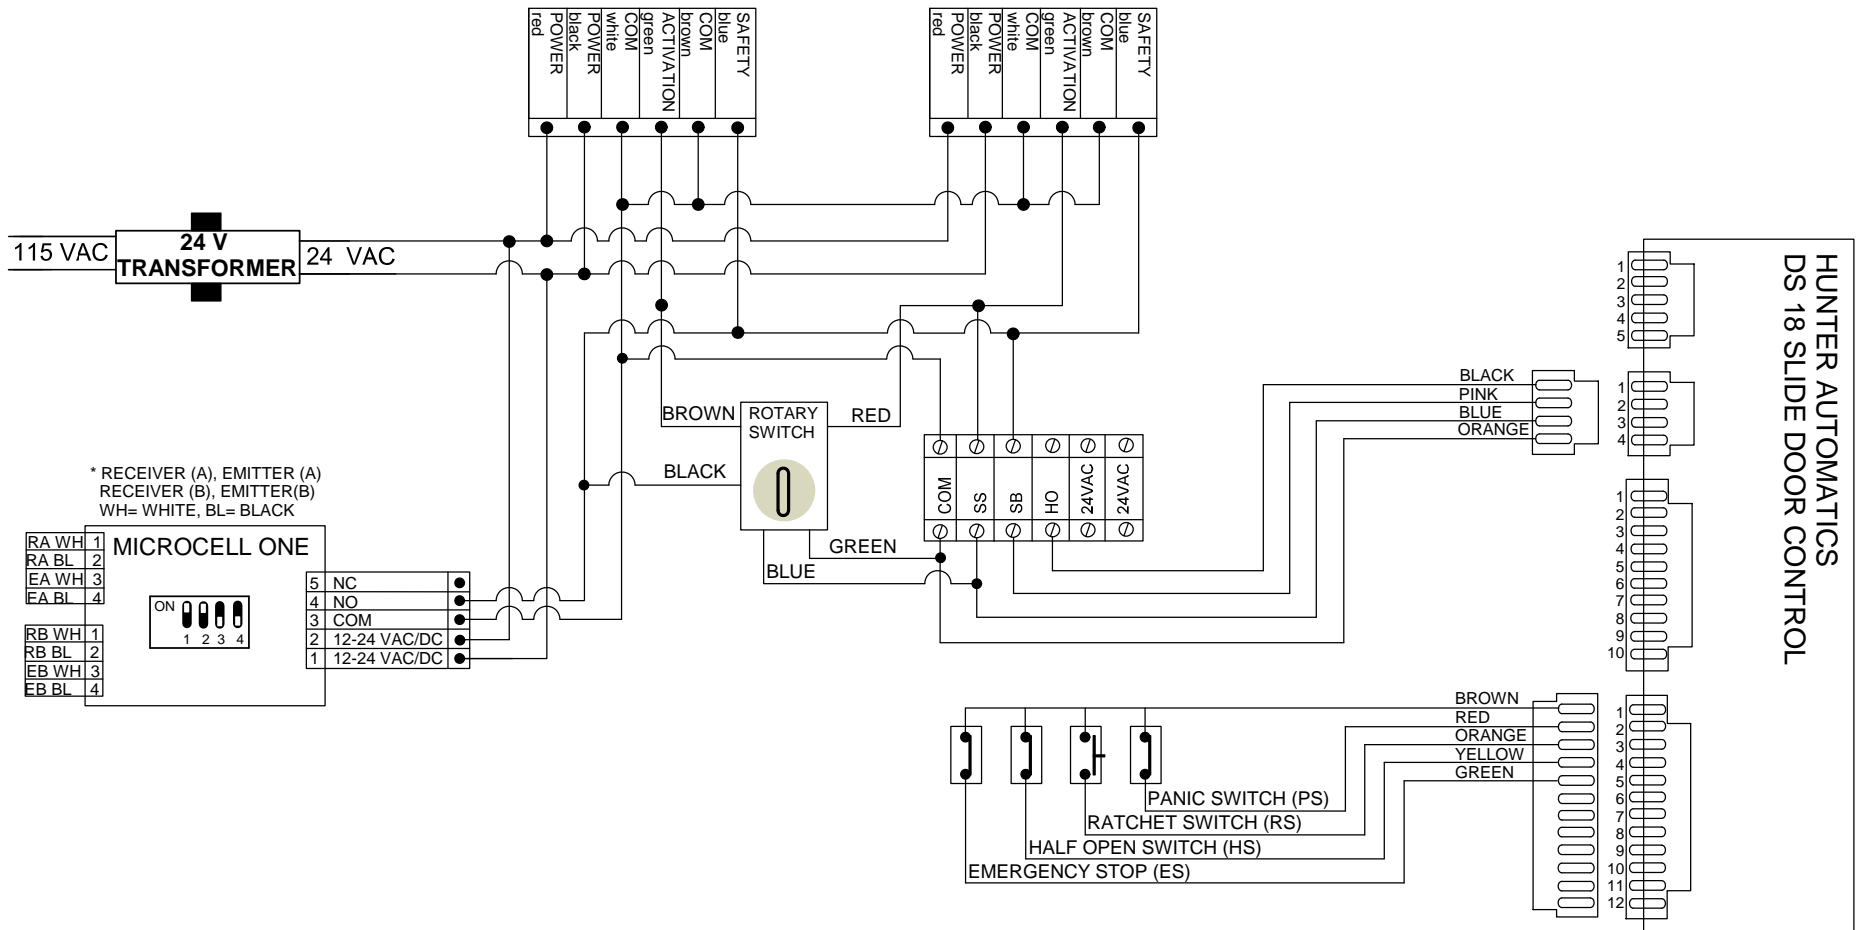 red
POWER
black
POWER
white
COM
green
ACTIVATION
brown
COM
blue
SAFETY
red
POWER
black
POWER
white
COM
green
ACTIVATION
brown
COM
blue
SAFETY
115 VAC
24 V
TRANSFORMER
24 VAC
HUNTER AUTOMATICS
DS 18 SLIDE DOOR CONTROL
1
2
3
4
5
BLACK
PINK
BLUE
ORANGE
1
2
3
4
BROWN
ROTARY
SWITCH
RED
BLACK
GREEN
BLUE
COM
SS
SB
HO
24VAC
24VAC
* RECEIVER (A), EMITTER (A)
RECEIVER (B), EMITTER(B)
WH= WHITE, BL= BLACK
MICROCELL ONE
RA WH 1
RA BL 2
EA WH 3
EA BL 4
RB WH 1
RB BL 2
EB WH 3
EB BL 4
ON
1 2 3 4
5 NC
4 NO
3 COM
2 12-24 VAC/DC
1 12-24 VAC/DC
1
2
3
4
5
6
7
8
9
10
BROWN
RED
ORANGE
YELLOW
GREEN
PANIC SWITCH (PS)
RATCHET SWITCH (RS)
HALF OPEN SWITCH (HS)
EMERGENCY STOP (ES)
1
2
3
4
5
6
7
8
9
10
11
12